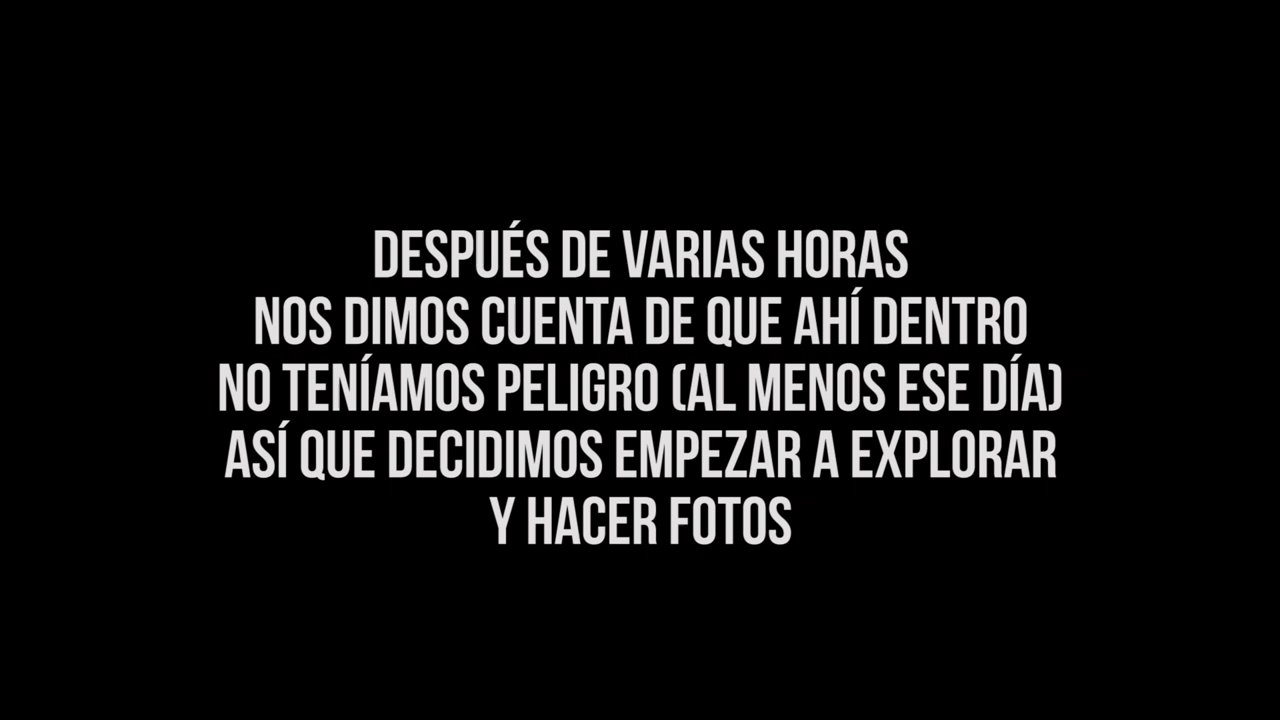 DESPUÉS DE VARIAS HORAS
NOS DIMOS CUENTA DE QUE AHÍ DENTRO
NO TENÍAMOS PELIGRO (AL MENOS ESE DÍA)
ASÍ QUE DECIDIMOS EMPEZAR A EXPLORAR
Y HACER FOTOS